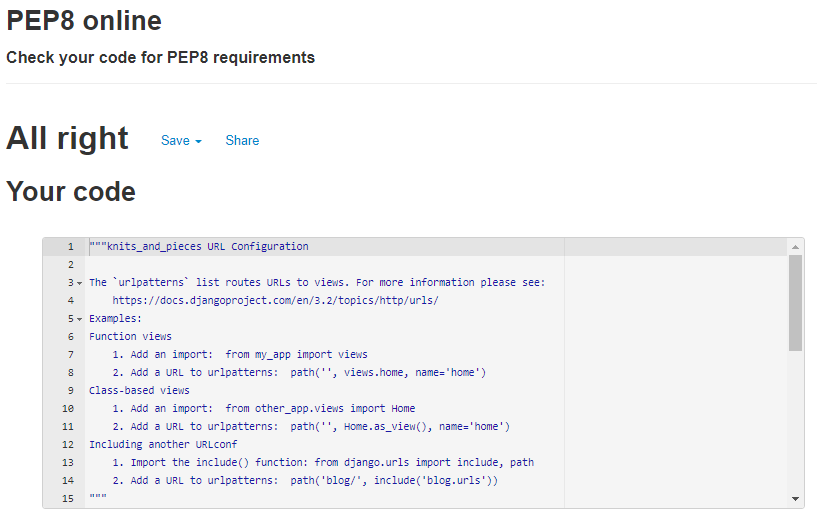 PEP8 online
Check your code for PEP8 requirements
All right Save Share
Your code
1 """knits_and_pieces URL Configuration
2
3 The `urlpatterns` list routes URLs to views. For more information please see:
4     https://docs.djangoproject.com/en/3.2/topics/http/urls/
5 Examples:
6 Function views
7     1. Add an import:  from my_app import views
8     2. Add a URL to urlpatterns:  path('', views.home, name='home')
9 Class-based views
10     1. Add an import:  from other_app.views import Home
11     2. Add a URL to urlpatterns:  path('', Home.as_view(), name='home')
12 Including another URLconf
13     1. Import the include() function: from django.urls import include, path
14     2. Add a URL to urlpatterns:  path('blog/', include('blog.urls'))
15 """